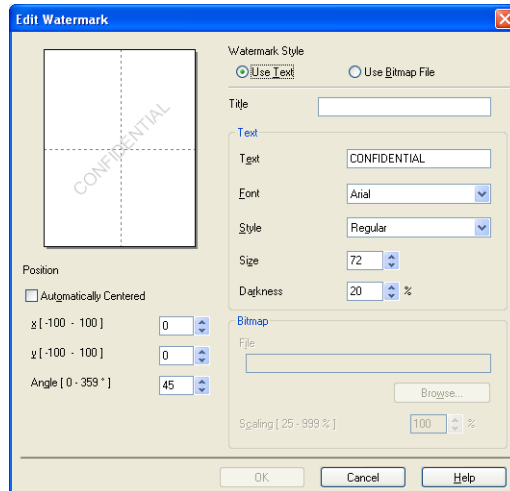 Edit Watermark
CONFIDENTIAL
Position
Automatically Centered
x [ -100 - 100 ]
0
y [ -100 - 100 ]
0
Angle [ 0 - 359 ° ]
45
Watermark Style
Use Text
Use Bitmap File
Title
Text
Text
CONFIDENTIAL
Font
Arial
Style
Regular
Size
72
Darkness
20
%
Bitmap
File
Browse...
Scaling [ 25 - 999 % ]
100
%
OK
Cancel
Help